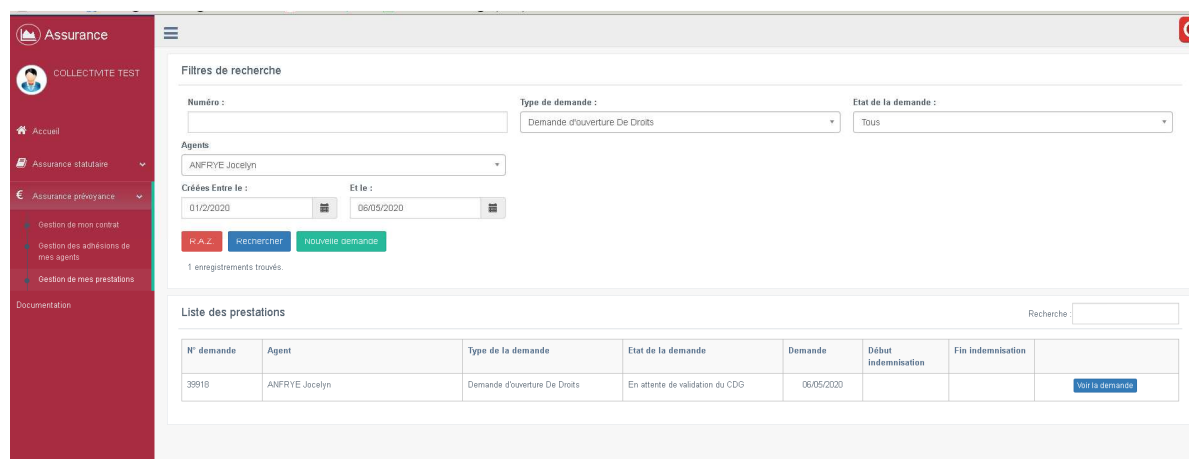 Assurance
COLLECTIVITE TEST
Accueil
Assurance statutaire
€ Assurance prévoyance
Gestion de mon contrat
Gestion des adhésions de
mes agents
Gestion de mes prestations
Documentation
Filtres de recherche
Numéro :
Type de demande :
Etat de la demande :
Demande d'ouverture De Droits
Tous
Agents
ANFRYE Jocelyn
Créées Entre le :
Et le :
01/2/2020
06/05/2020
R.A.Z.
Rechercher
Nouvelle demande
1 enregistrements trouvés.
Liste des prestations
Recherche :
N° demande
Agent
Type de la demande
Etat de la demande
Demande
Début
indemnisation
Fin indemnisation
39918
ANFRYE Jocelyn
Demande d'ouverture De Droits
En attente de validation du CDG
06/05/2020
Voir la demande